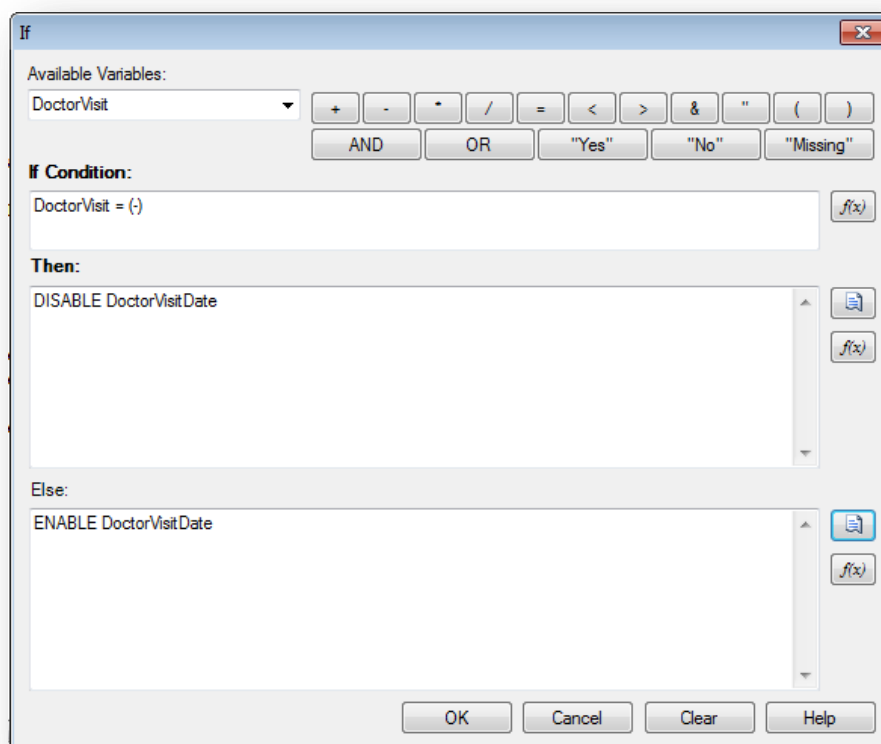 If
Available Variables:
DoctorVisit
+ - * / = < > & " ( )
AND OR "Yes" "No" "Missing"
If Condition:
DoctorVisit = (-)
f(x)
Then:
DISABLE DoctorVisitDate
f(x)
Else:
ENABLE DoctorVisitDate
f(x)
OK Cancel Clear Help